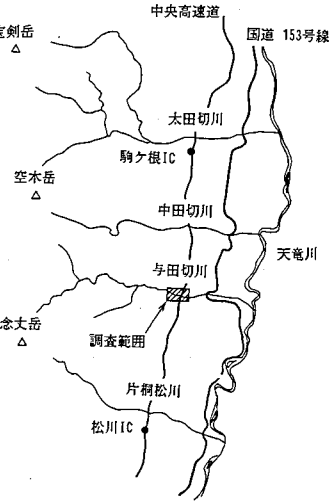 中央高速道
国道 153号線
宝剣岳
太田切川
駒ケ根IC
空木岳
中田切川
天竜川
与田切川
念丈岳
調査範囲
片桐松川
松川IC